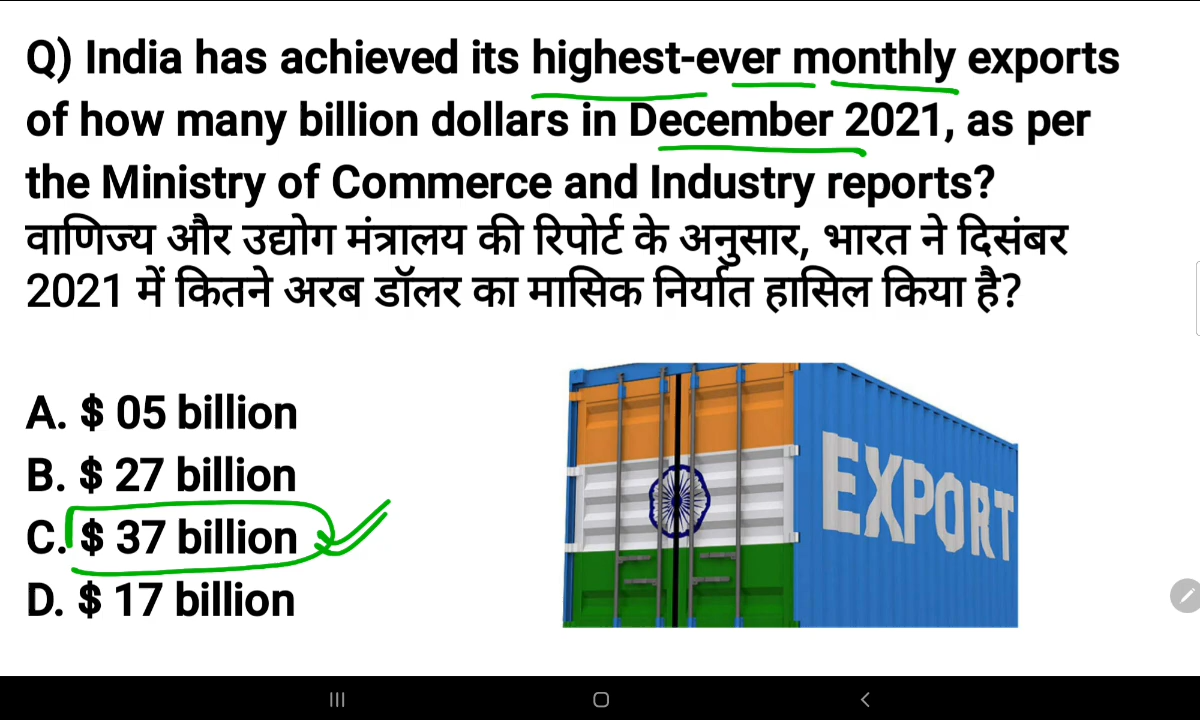 Q) India has achieved its highest-ever monthly exports
of how many billion dollars in December 2021, as per
the Ministry of Commerce and Industry reports?
वाणिज्य और उद्योग मंत्रालय की रिपोर्ट के अनुसार, भारत ने दिसंबर
2021 में कितने अरब डॉलर का मासिक निर्यात हासिल किया है?
A. $ 05 billion
B. $ 27 billion
C. $ 37 billion
D. $ 17 billion
EXPORT